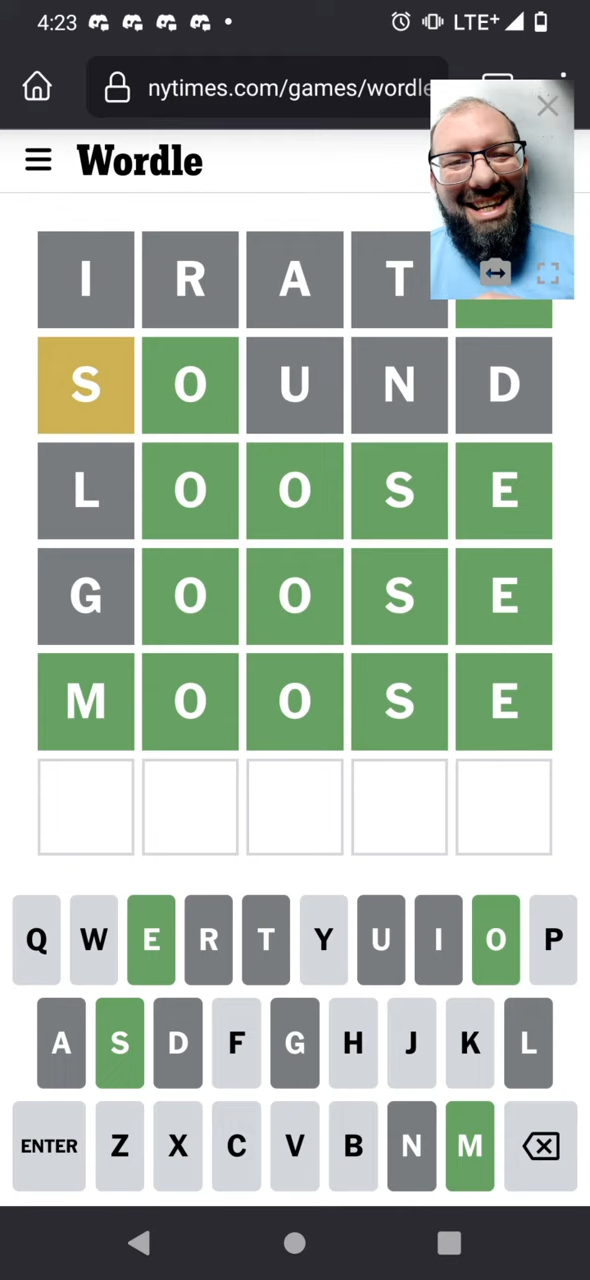 4:23 LTE+
nytimes.com/games/wordle
Wordle
I R A T
S O U N D
L O O S E
G O O S E
M O O S E
Q W E R T Y U I O P
A S D F G H J K L
ENTER Z X C V B N M